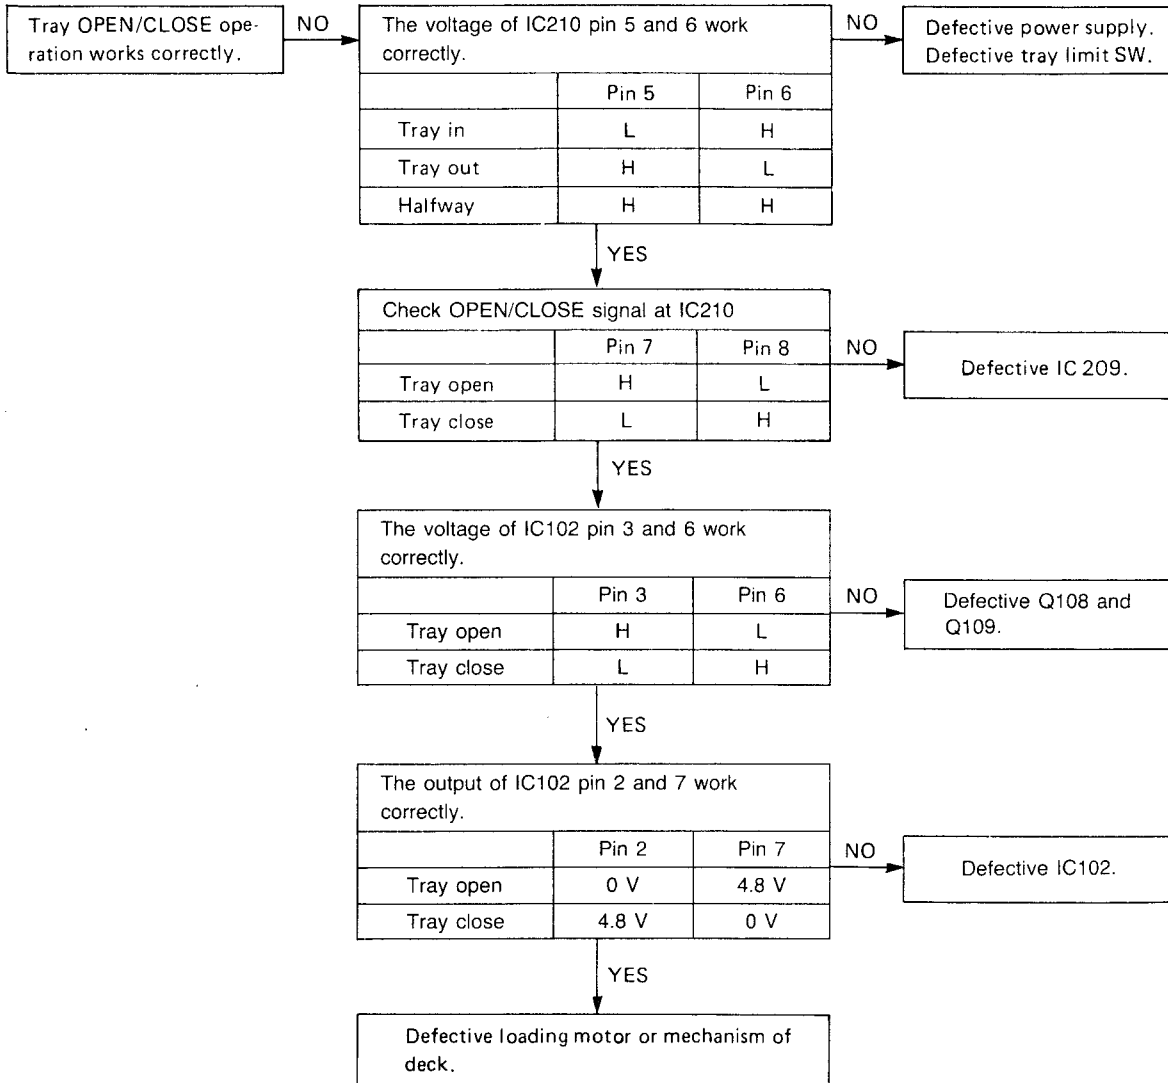 Tray OPEN/CLOSE ope-
ration works correctly.
NO
The voltage of IC210 pin 5 and 6 work
correctly.
Pin 5 Pin 6
Tray in L H
Tray out H L
Halfway H H
NO
Defective power supply.
Defective tray limit SW.
YES
Check OPEN/CLOSE signal at IC210
Pin 7 Pin 8
Tray open H L
Tray close L H
NO
Defective IC 209.
YES
The voltage of IC102 pin 3 and 6 work
correctly.
Pin 3 Pin 6
Tray open H L
Tray close L H
NO
Defective Q108 and
Q109.
YES
The output of IC102 pin 2 and 7 work
correctly.
Pin 2 Pin 7
Tray open 0 V 4.8 V
Tray close 4.8 V 0 V
NO
Defective IC102.
YES
Defective loading motor or mechanism of
deck.